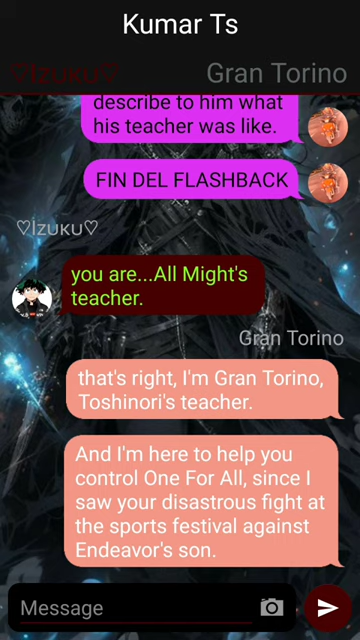 Kumar Ts
♡Izuku♡
Gran Torino
describe to him what
his teacher was like.
FIN DEL FLASHBACK
♡Izuku♡
you are...All Might's
teacher.
Gran Torino
that's right, I'm Gran Torino,
Toshinori's teacher.
And I'm here to help you
control One For All, since I
saw your disastrous fight at
the sports festival against
Endeavor's son.
Message